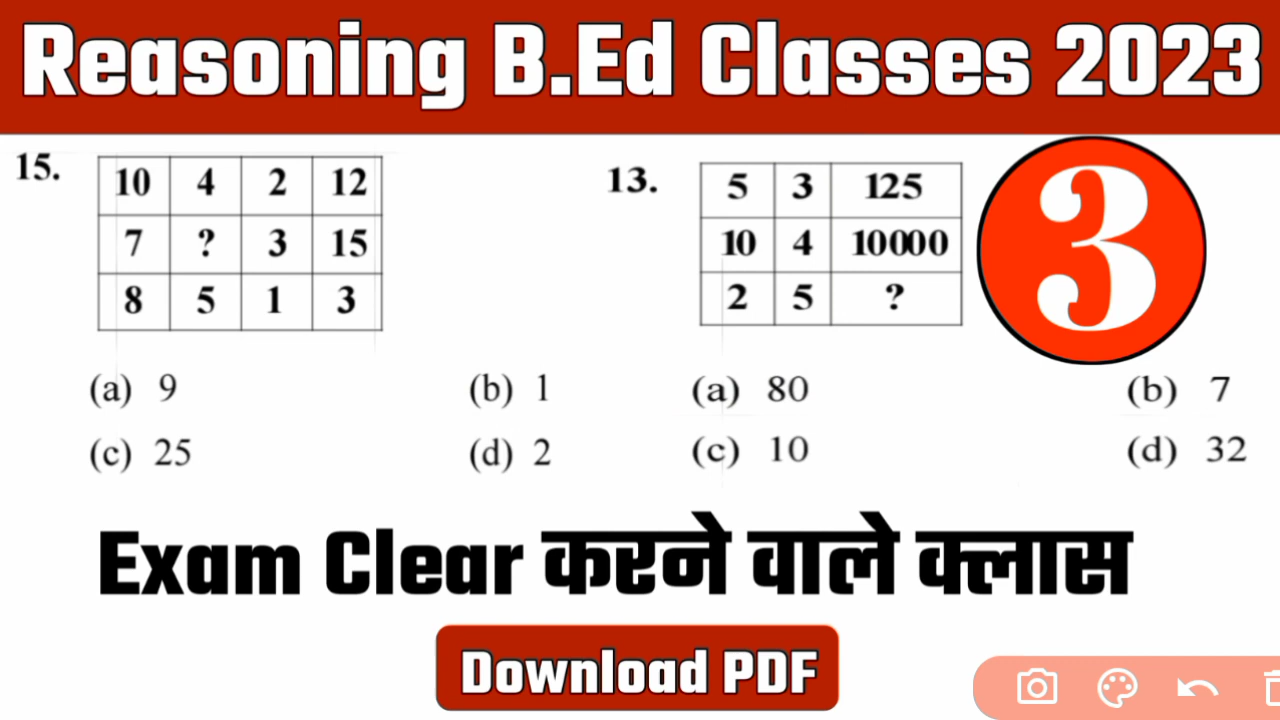 Reasoning B.Ed Classes 2023
15.
10 4 2 12
7 ? 3 15
8 5 1 3
(a) 9 (b) 1
(c) 25 (d) 2
13.
5 3 125
10 4 10000
2 5 ?
(a) 80 (b) 7
(c) 10 (d) 32
3
Exam Clear करने वाले क्लास
Download PDF